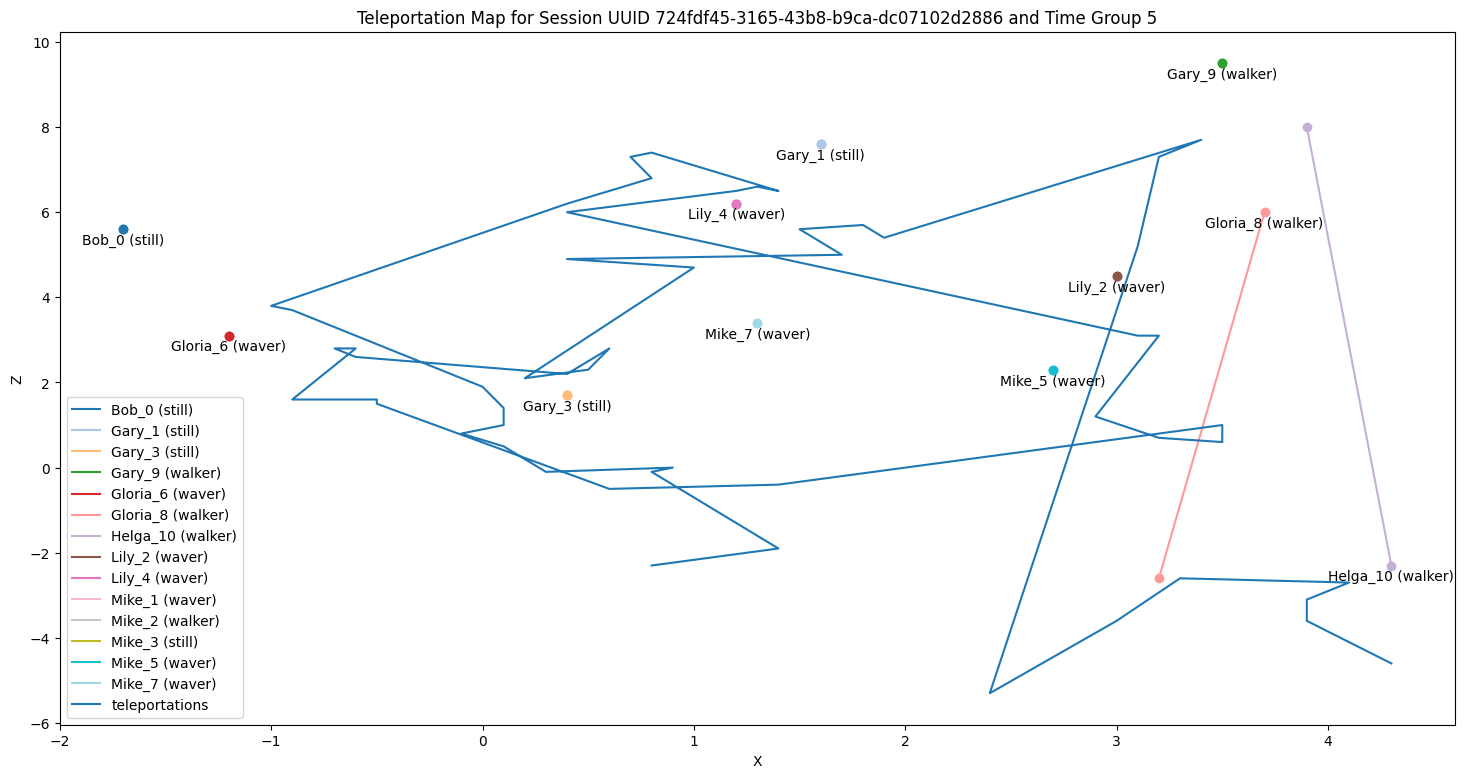 Teleportation Map for Session UUID 724fdf45-3165-43b8-b9ca-dc07102d2886 and Time Group 5
10
8
6
4
2
0
−2
−4
−6
Z
Gary_9 (walker)
Gary_1 (still)
Lily_4 (waver)
Gloria_8 (walker)
Bob_0 (still)
Lily_2 (waver)
Gloria_6 (waver)
Mike_7 (waver)
Mike_5 (waver)
Gary_3 (still)
Helga_10 (walker)
Bob_0 (still)
Gary_1 (still)
Gary_3 (still)
Gary_9 (walker)
Gloria_6 (waver)
Gloria_8 (walker)
Helga_10 (walker)
Lily_2 (waver)
Lily_4 (waver)
Mike_1 (waver)
Mike_2 (walker)
Mike_3 (still)
Mike_5 (waver)
Mike_7 (waver)
teleportations
−2 −1 0 1 2 3 4
X